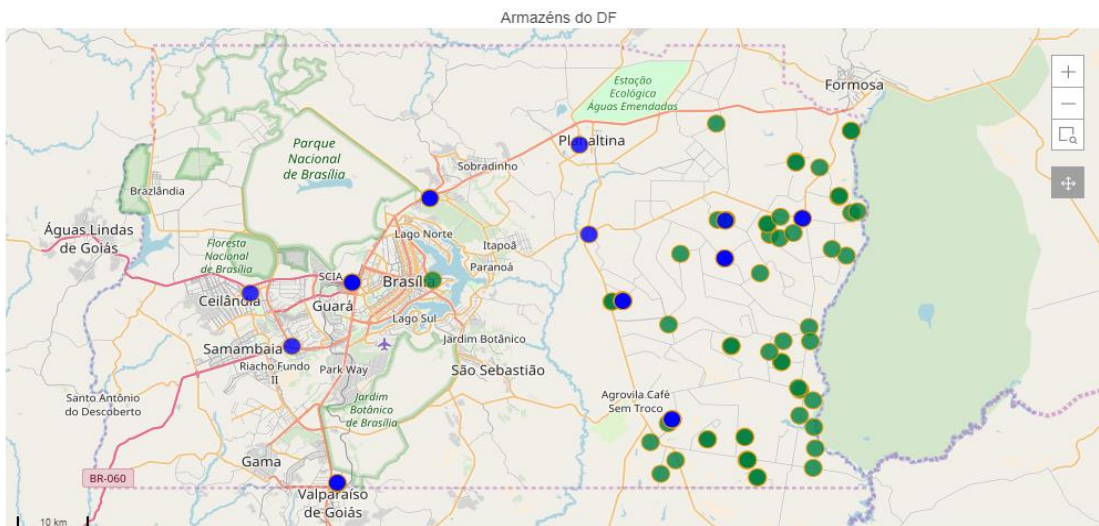 Armazéns do DF
Formosa
Estação
Ecológica
Águas Emendadas
Planaltina
Parque
Nacional
de Brasília
Sobradinho
Brazlândia
Águas Lindas
de Goiás
Lago Norte
Itapoã
Floresta
Nacional
de Brasília
SCIA
Brasília
Paranoá
Ceilândia
Guará
Lago Sul
Jardim Botânico
Samambaia
Riacho Fundo
II
Park Way
São Sebastião
Santo Antônio
do Descoberto
Jardim
Botânico
de Brasília
Agrovila Café
Sem Troco
Gama
BR-060
Valparaíso
de Goiás
10 km